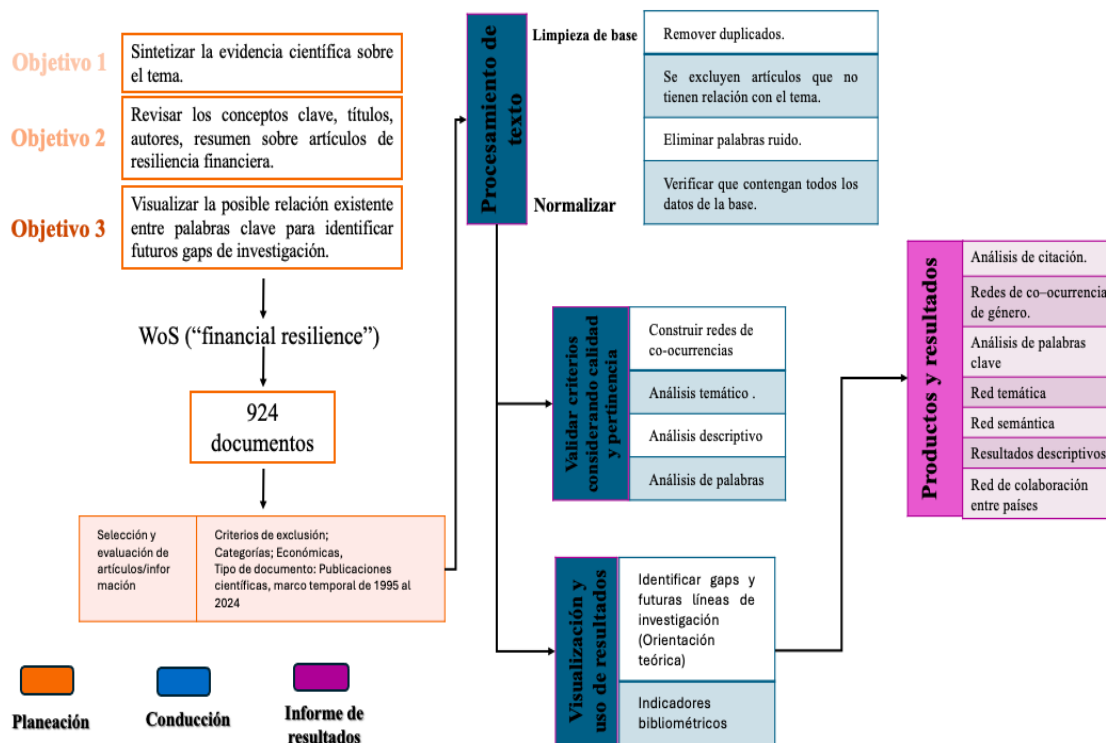 Objetivo 1
Sintetizar la evidencia científica sobre
el tema.
Objetivo 2
Revisar los conceptos clave, títulos,
autores, resumen sobre artículos de
resiliencia financiera.
Objetivo 3
Visualizar la posible relación existente
entre palabras clave para identificar
futuros gaps de investigación.
WoS (“financial resilience”)
924
documentos
Selección y
evaluación de
artículos/infor
mación
Criterios de exclusión;
Categorías; Económicas,
Tipo de documento: Publicaciones
científicas, marco temporal de 1995 al
2024
Planeación
Conducción
Informe de
resultados
Procesamiento de
texto
Limpieza de base
Normalizar
Remover duplicados.
Se excluyen artículos que no
tienen relación con el tema.
Eliminar palabras ruido.
Verificar que contengan todos los
datos de la base.
Validar criterios
considerando calidad
y pertinencia
Construir redes de
co-ocurrencias
Análisis temático .
Análisis descriptivo
Análisis de palabras
Visualización y
uso de resultados
Identificar gaps y
futuras líneas de
investigación
(Orientación
teórica)
Indicadores
bibliométricos
Productos y resultados
Análisis de citación.
Redes de co–ocurrencia
de género.
Análisis de palabras
clave
Red temática
Red semántica
Resultados descriptivos
Red de colaboración
entre países